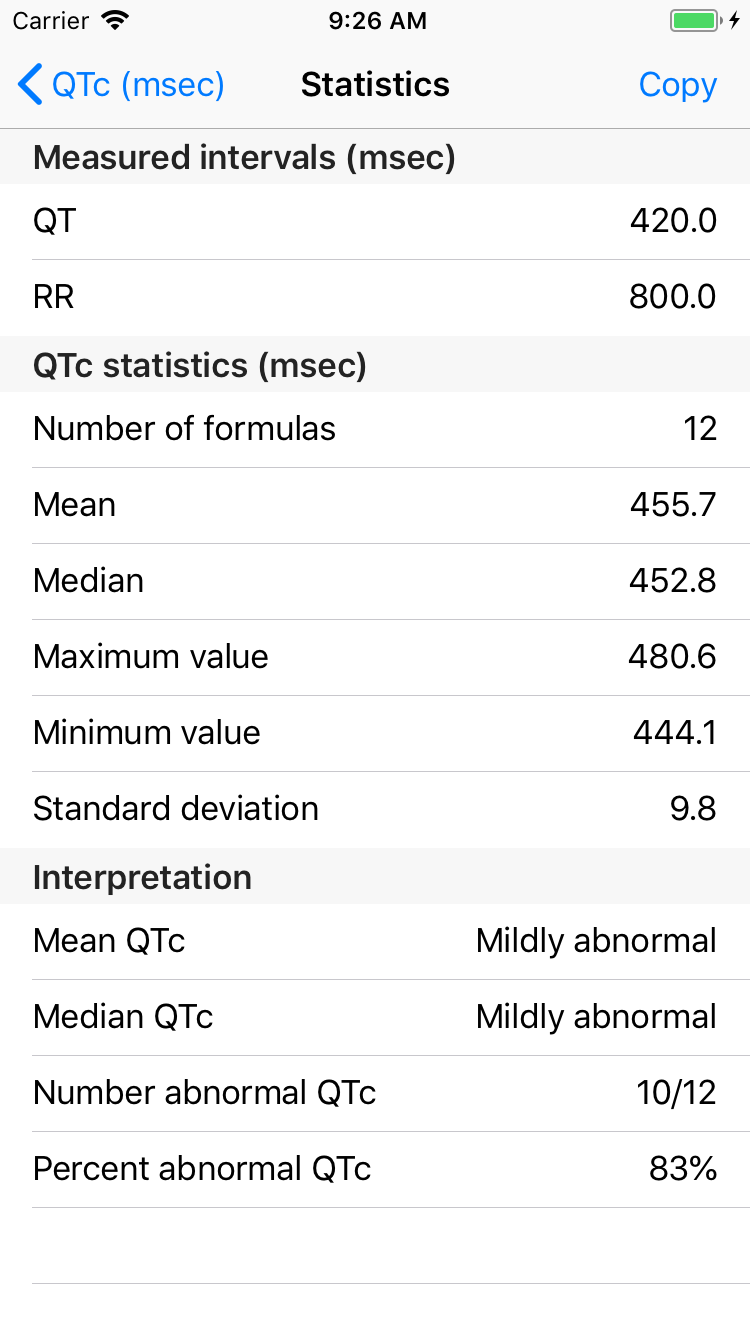 Carrier 9:26 AM
QTc (msec) Statistics Copy
Measured intervals (msec)
QT 420.0
RR 800.0
QTc statistics (msec)
Number of formulas 12
Mean 455.7
Median 452.8
Maximum value 480.6
Minimum value 444.1
Standard deviation 9.8
Interpretation
Mean QTc Mildly abnormal
Median QTc Mildly abnormal
Number abnormal QTc 10/12
Percent abnormal QTc 83%